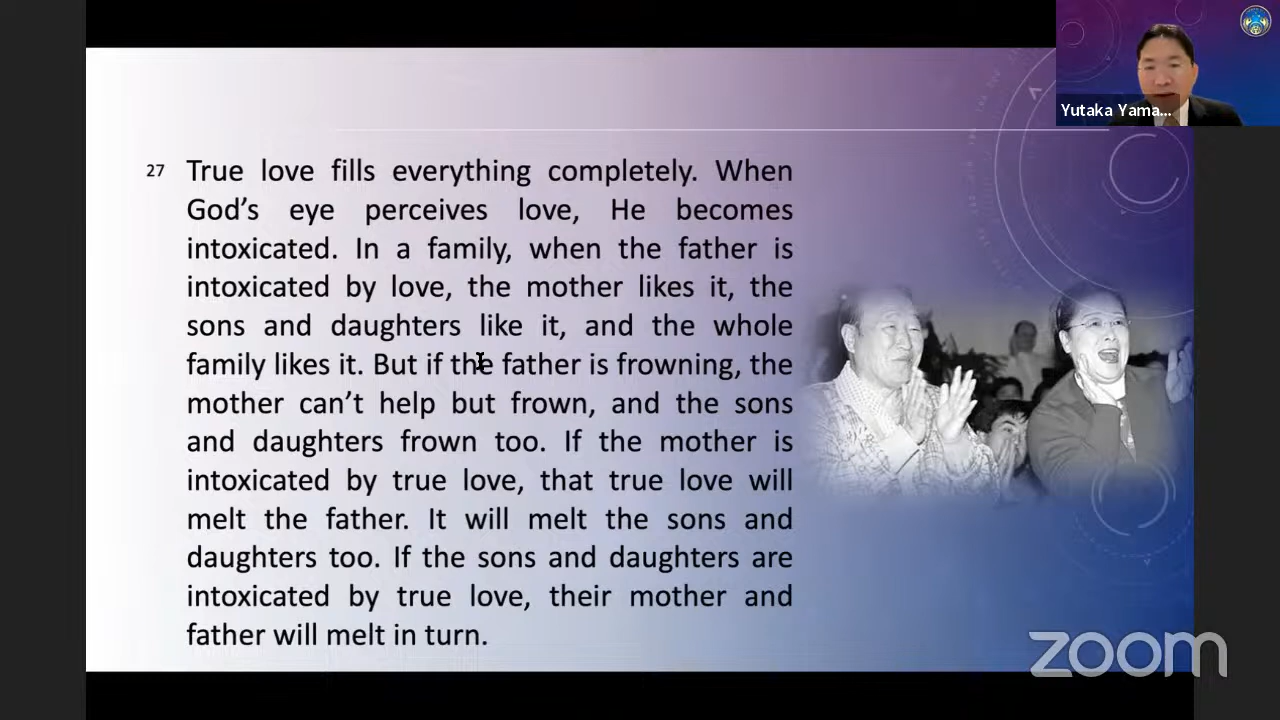 Yutaka Yama...
27 True love fills everything completely. When
God's eye perceives love, He becomes
intoxicated. In a family, when the father is
intoxicated by love, the mother likes it, the
sons and daughters like it, and the whole
family likes it. But if the father is frowning, the
mother can't help but frown, and the sons
and daughters frown too. If the mother is
intoxicated by true love, that true love will
melt the father. It will melt the sons and
daughters too. If the sons and daughters are
intoxicated by true love, their mother and
father will melt in turn.
zoom